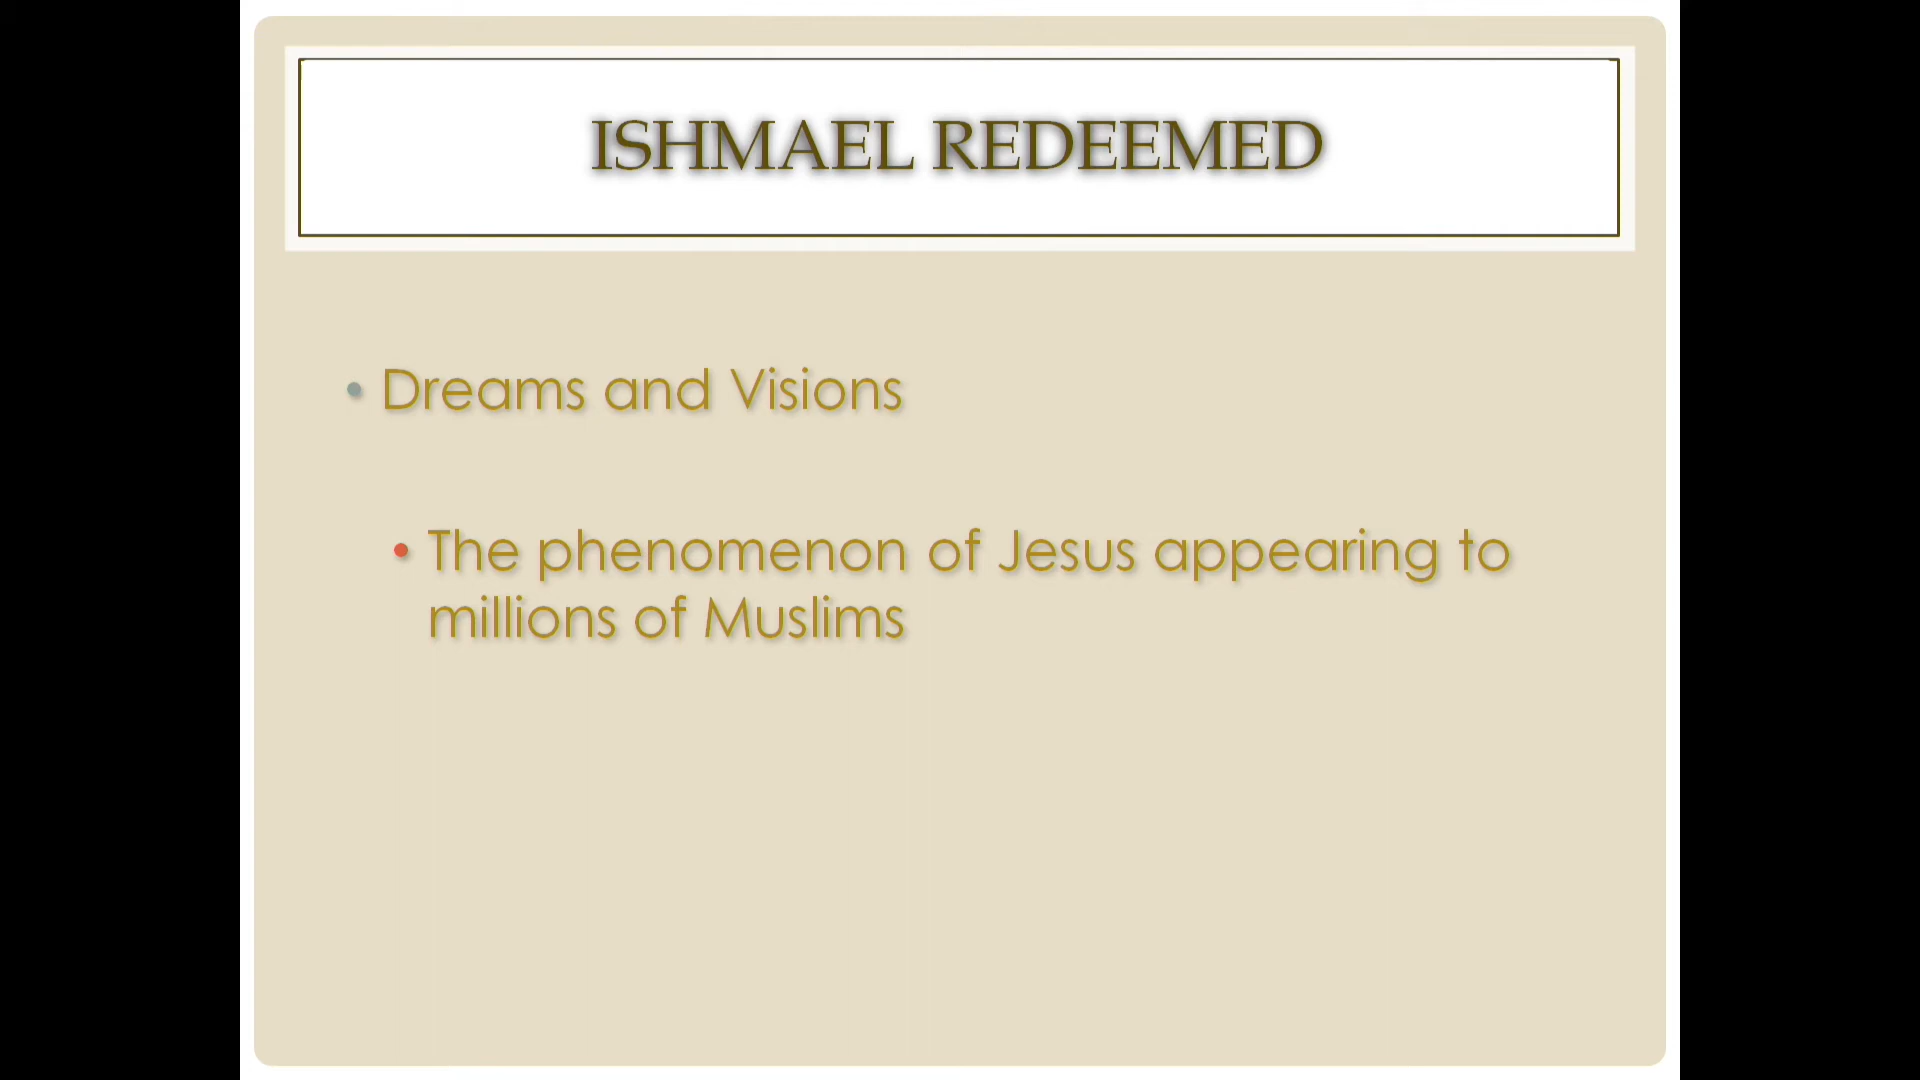 ISHMAEL REDEEMED
• Dreams and Visions
• The phenomenon of Jesus appearing to
millions of Muslims